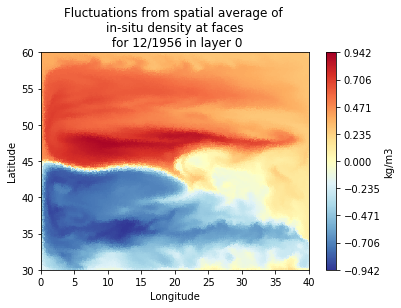 Fluctuations from spatial average of
in-situ density at faces
for 12/1956 in layer 0
60
55
50
45
40
35
30
Latitude
0 5 10 15 20 25 30 35 40
Longitude
0.942
0.706
0.471
0.235
0.000
−0.235
−0.471
−0.706
−0.942
kg/m3